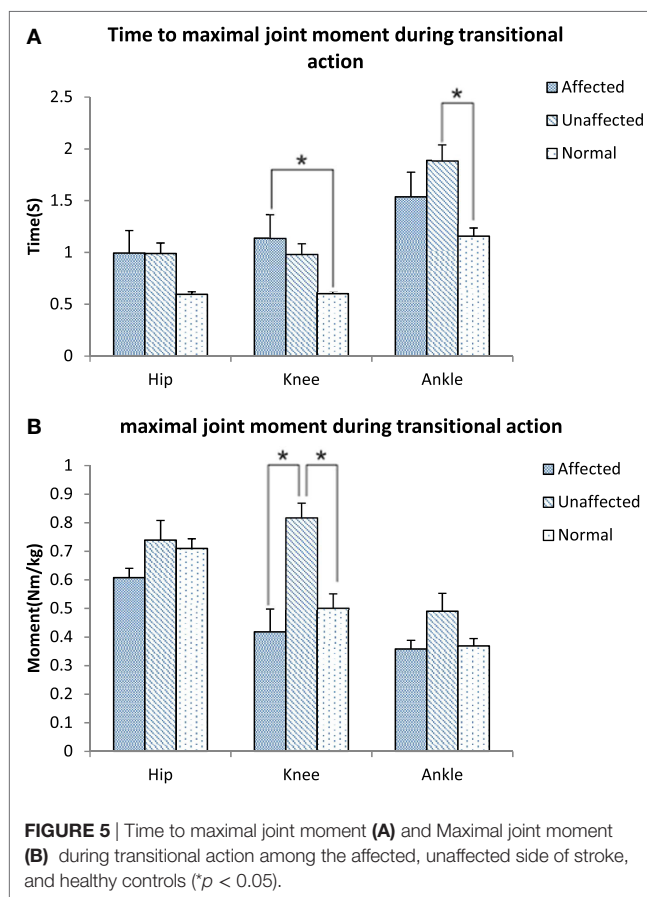 A
Time to maximal joint moment during transitional
action
Affected
Unaffected
Normal
Time(S)
2.5
2
1.5
1
0.5
0
*
*
Hip Knee Ankle
B
maximal joint moment during transitional action
Affected
Unaffected
Normal
Moment(Nm/kg)
1
0.9
0.8
0.7
0.6
0.5
0.4
0.3
0.2
0.1
0
* *
Hip Knee Ankle
FIGURE 5 | Time to maximal joint moment (A) and Maximal joint moment
(B) during transitional action among the affected, unaffected side of stroke,
and healthy controls (*p < 0.05).